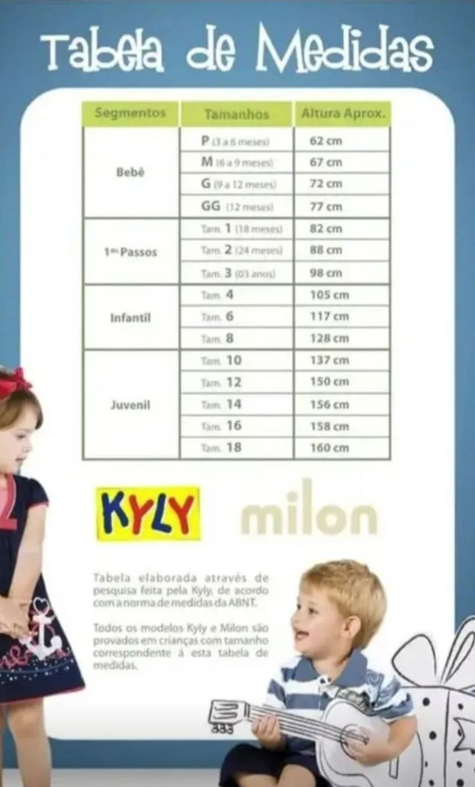 Tabela de Medidas
Segmentos Tamanhos Altura Aprox.
Bebê
P (3 a 6 meses) 62 cm
M (6 a 9 meses) 67 cm
G (9 a 12 meses) 72 cm
GG (12 meses) 77 cm
1os Passos
Tam. 1 (18 meses) 82 cm
Tam. 2 (24 meses) 88 cm
Tam. 3 (03 anos) 98 cm
Infantil
Tam. 4 105 cm
Tam. 6 117 cm
Tam. 8 128 cm
Juvenil
Tam. 10 137 cm
Tam. 12 150 cm
Tam. 14 156 cm
Tam. 16 158 cm
Tam. 18 160 cm
KYLY milon
Tabela elaborada através de
pesquisa feita pela Kyly, de acordo
com a norma de medidas da ABNT.
Todos os modelos Kyly e Milon são
provados em crianças com tamanho
correspondente à esta tabela de
medidas.